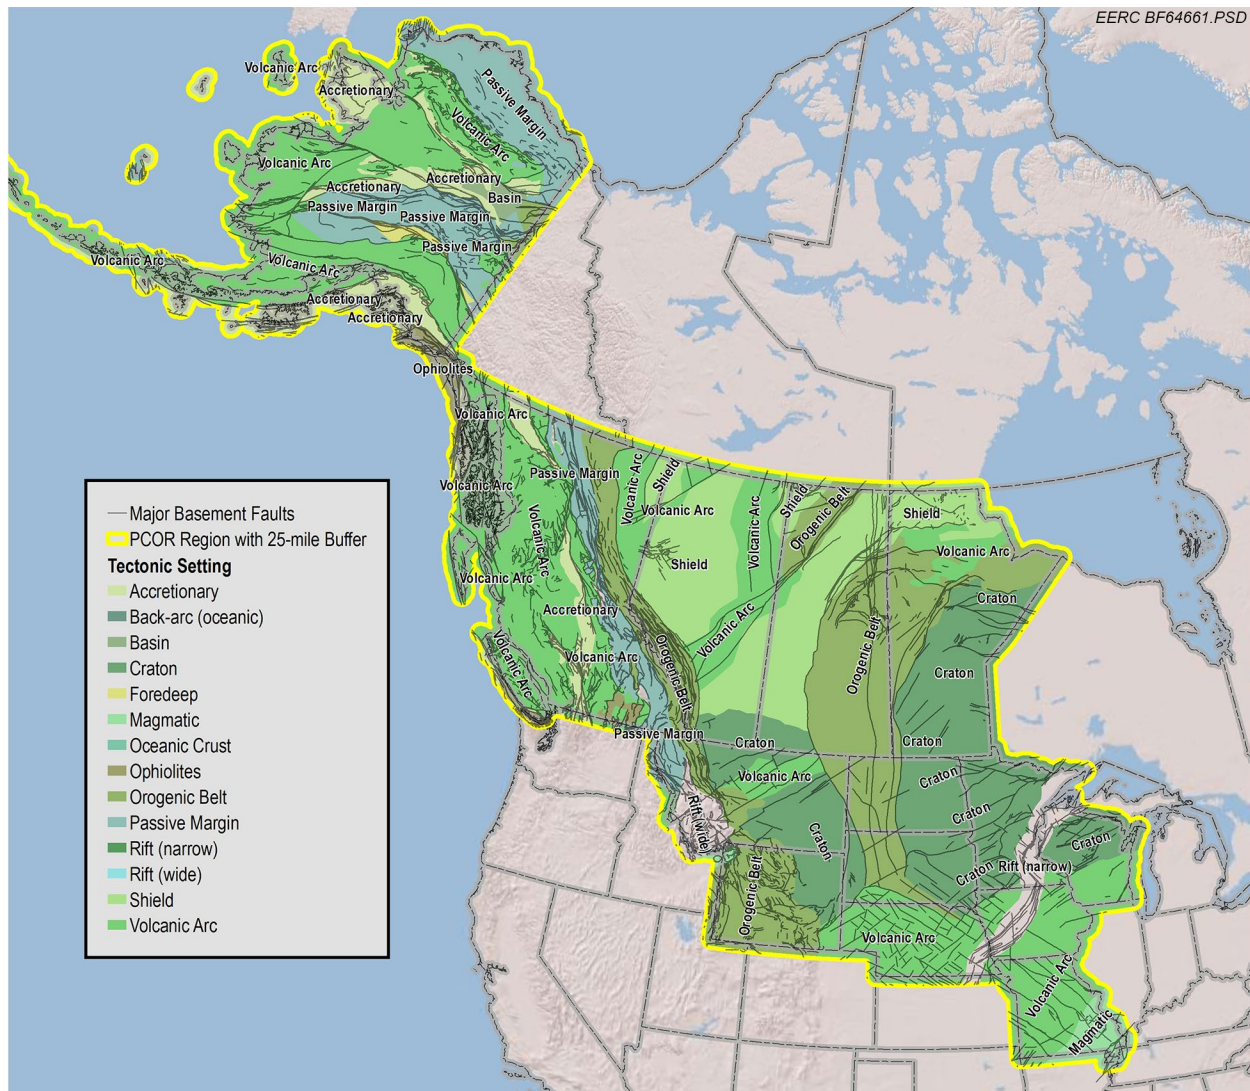 EERC BF64661.PSD
Volcanic Arc
Accretionary
Passive Margin
Volcanic Arc
Volcanic Arc
Accretionary
Accretionary
Basin
Passive Margin
Passive Margin
Passive Margin
Volcanic Arc
Volcanic Arc
Accretionary
Accretionary
Ophiolites
Volcanic Arc
Passive Margin
Volcanic Arc
Shield
Volcanic Arc
Volcanic Arc
Volcanic Arc
Shield
Orogenic Belt
Shield
Volcanic Arc
Volcanic Arc
Shield
Volcanic Arc
Craton
Accretionary
Volcanic Arc
Orogenic Belt
Volcanic Arc
Volcanic Arc
Orogenic Belt
Craton
Passive Margin
Craton
Craton
Volcanic Arc
Craton
Craton
Rift (wide)
Craton
Craton
Rift (narrow)
Craton
Orogenic Belt
Volcanic Arc
Volcanic Arc
Magmatic
Major Basement Faults
PCOR Region with 25-mile Buffer
Tectonic Setting
Accretionary
Back-arc (oceanic)
Basin
Craton
Foredeep
Magmatic
Oceanic Crust
Ophiolites
Orogenic Belt
Passive Margin
Rift (narrow)
Rift (wide)
Shield
Volcanic Arc